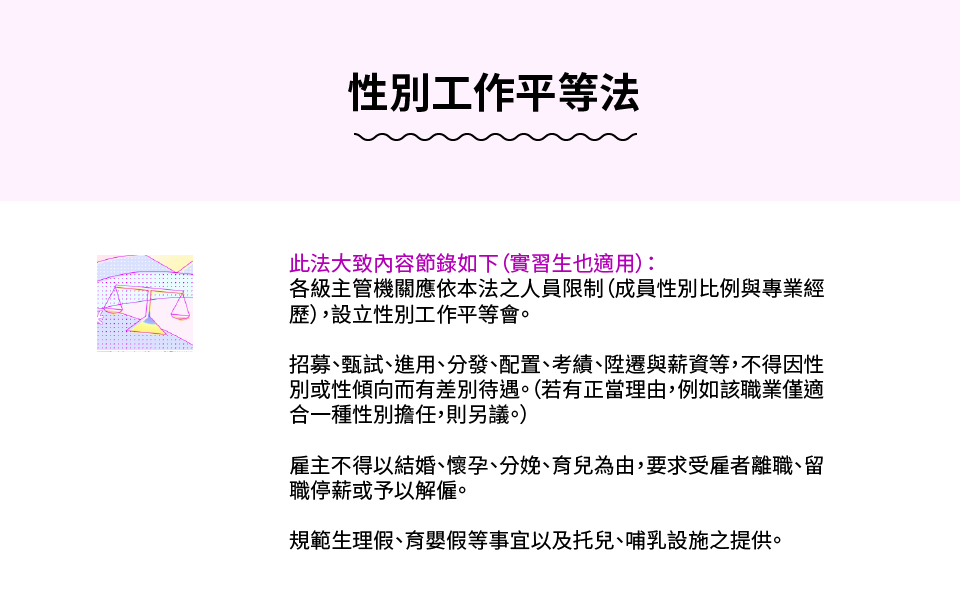 性別工作平等法
此法大致內容節錄如下（實習生也適用）：
各級主管機關應依本法之人員限制（成員性別比例與專業經
歷），設立性別工作平等會。
招募、甄試、進用、分發、配置、考績、陞遷與薪資等，不得因性
別或性傾向而有差別待遇。（若有正當理由，例如該職業僅適
合一種性別擔任，則另議。）
雇主不得以結婚、懷孕、分娩、育兒為由，要求受雇者離職、留
職停薪或予以解僱。
規範生理假、育嬰假等事宜以及托兒、哺乳設施之提供。